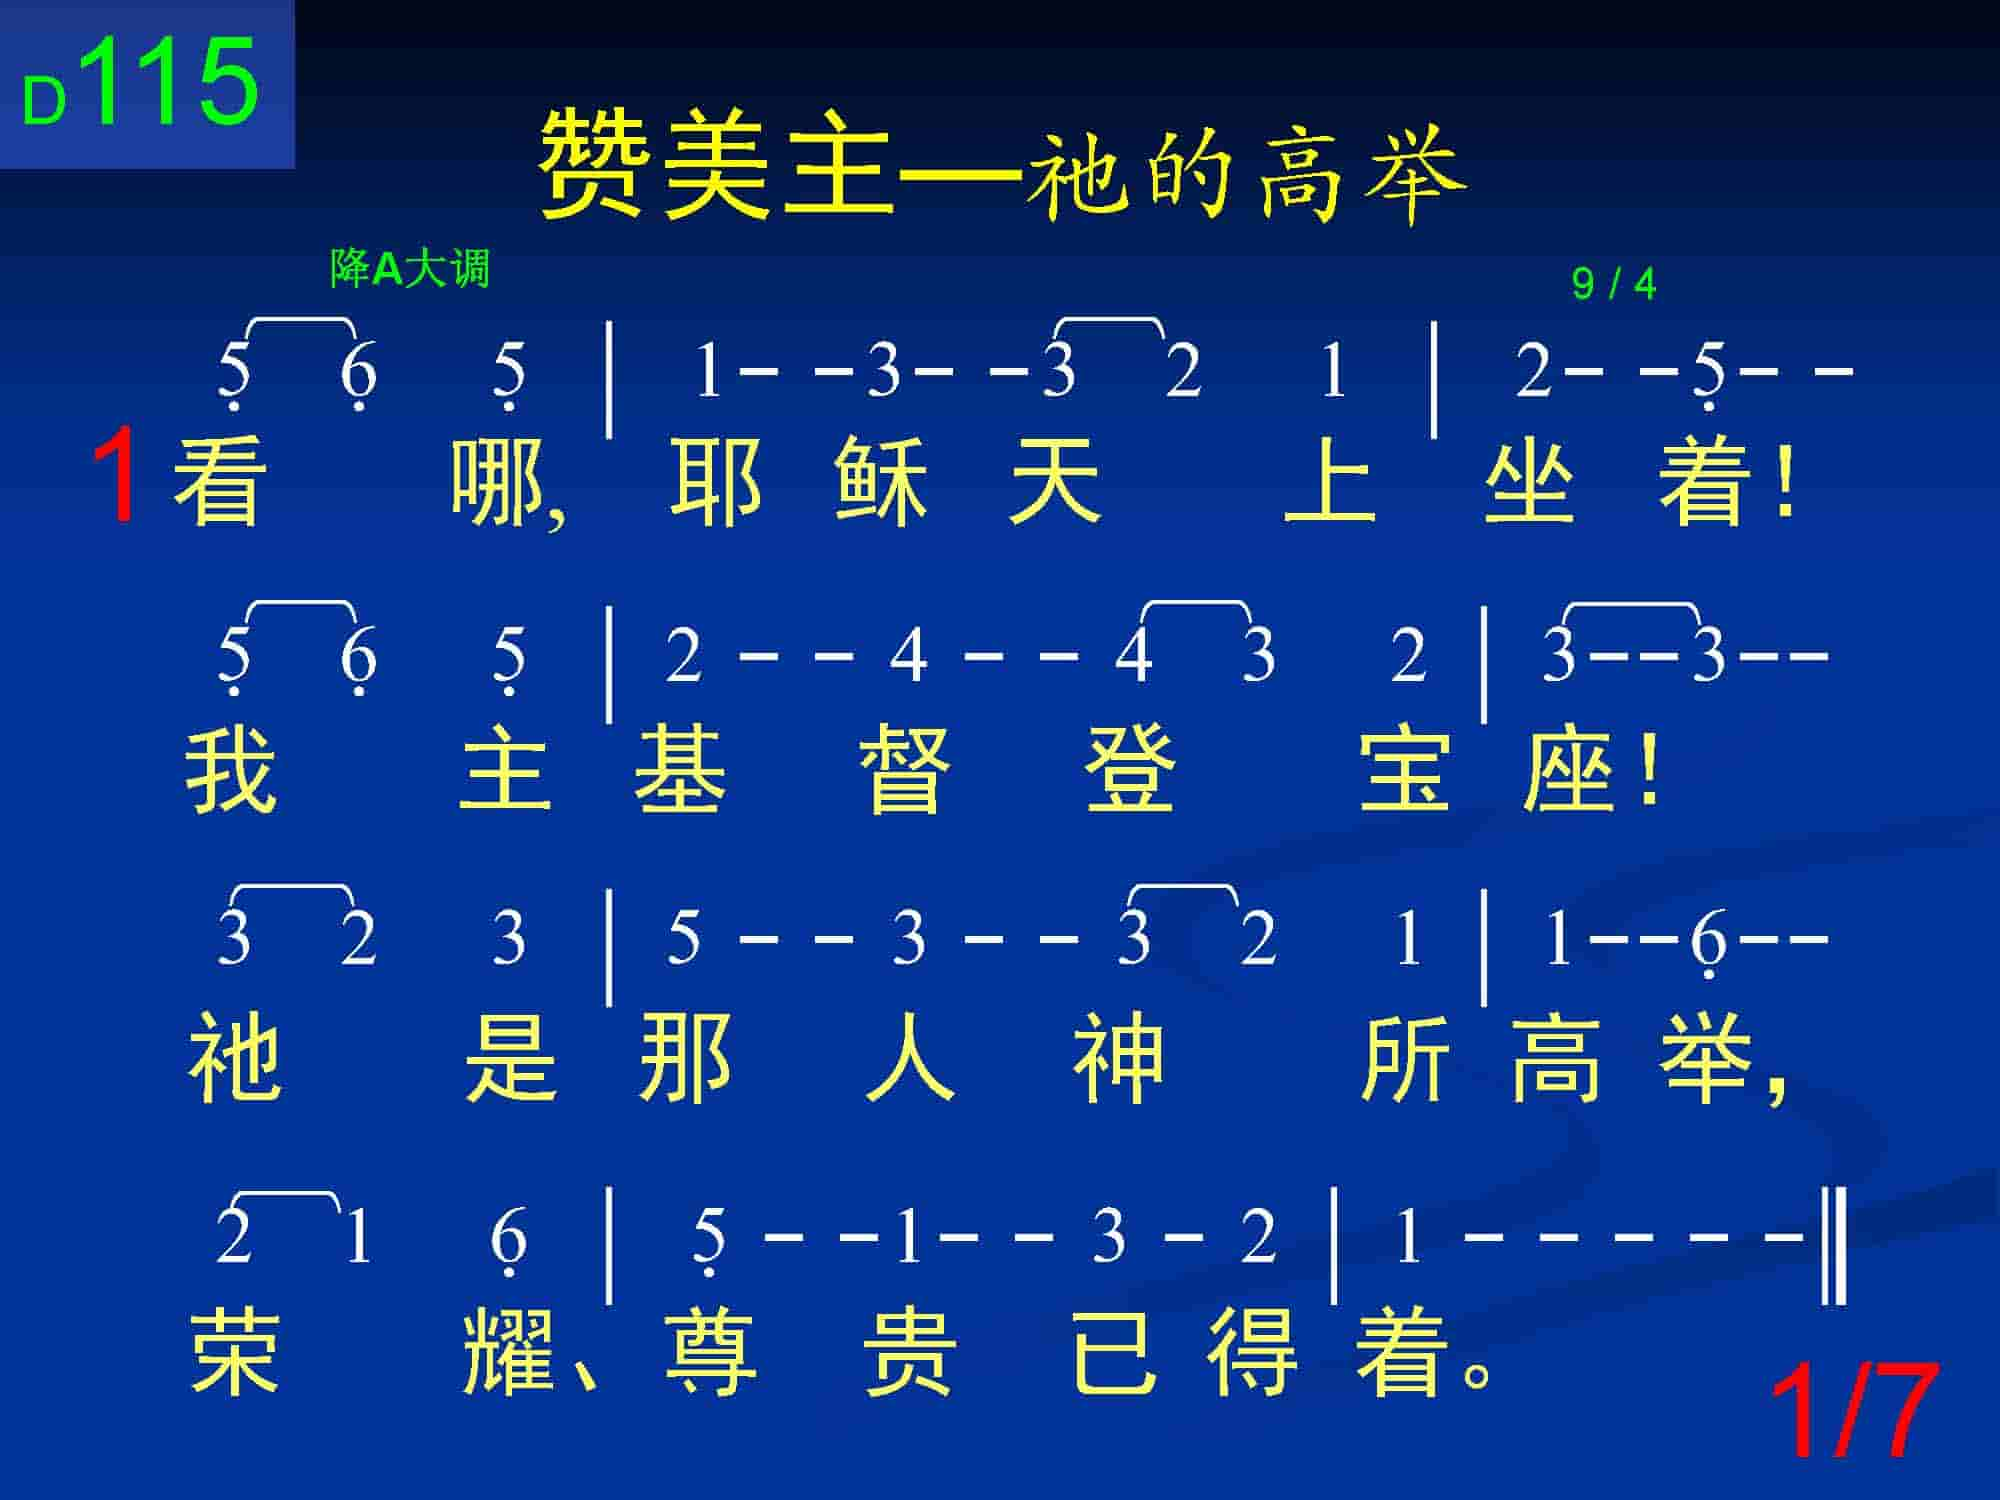 D115
赞美主—祂的高举
降A大调 9 / 4
5̣ 6̣ 5̣ | 1 - - 3 - - 3 2 1 | 2 - - 5̣ - -
1 看 哪, 耶 稣 天 上 坐 着!
5̣ 6̣ 5̣ | 2 - - 4 - - 4 3 2 | 3 - - 3 - -
我 主 基 督 登 宝 座!
3 2 3 | 5 - - 3 - - 3 2 1 | 1 - - 6̣ - -
祂 是 那 人 神 所 高 举,
2 1 6̣ | 5̣ - - 1 - - 3 - 2 | 1 - - - - - ‖
荣 耀、尊 贵 已 得 着。
1/7